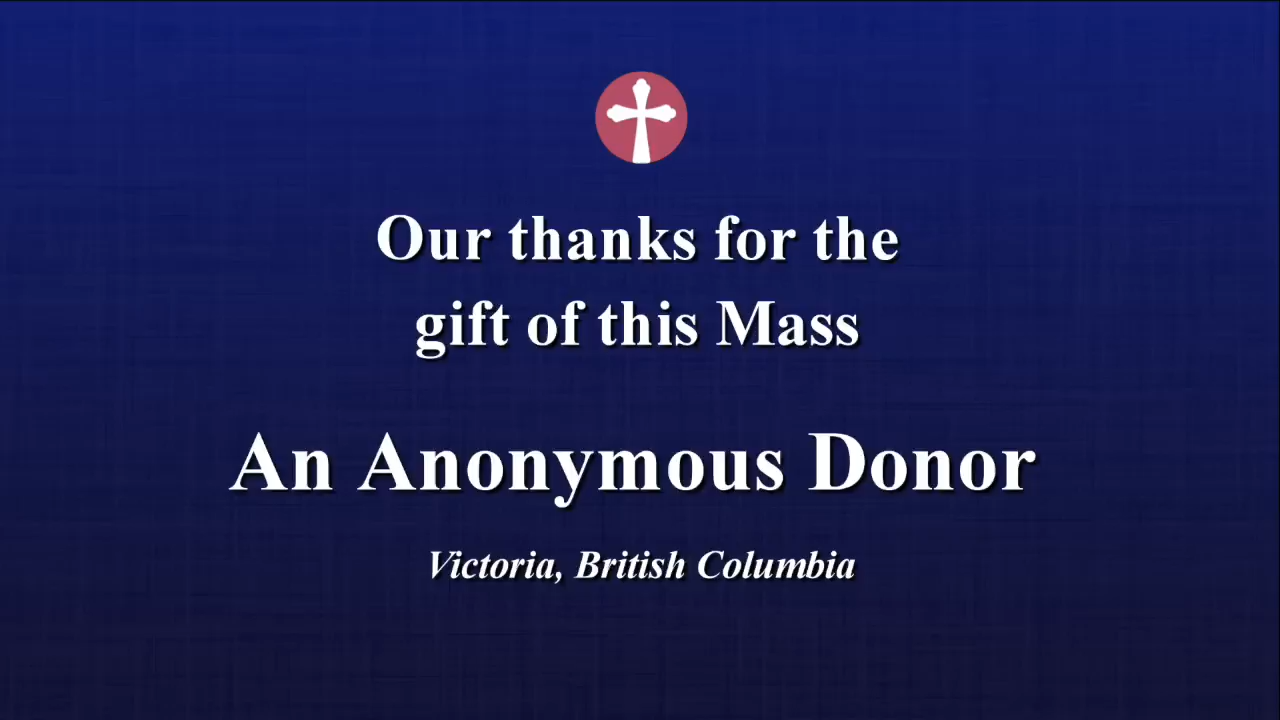 Our thanks for the
gift of this Mass
An Anonymous Donor
Victoria, British Columbia